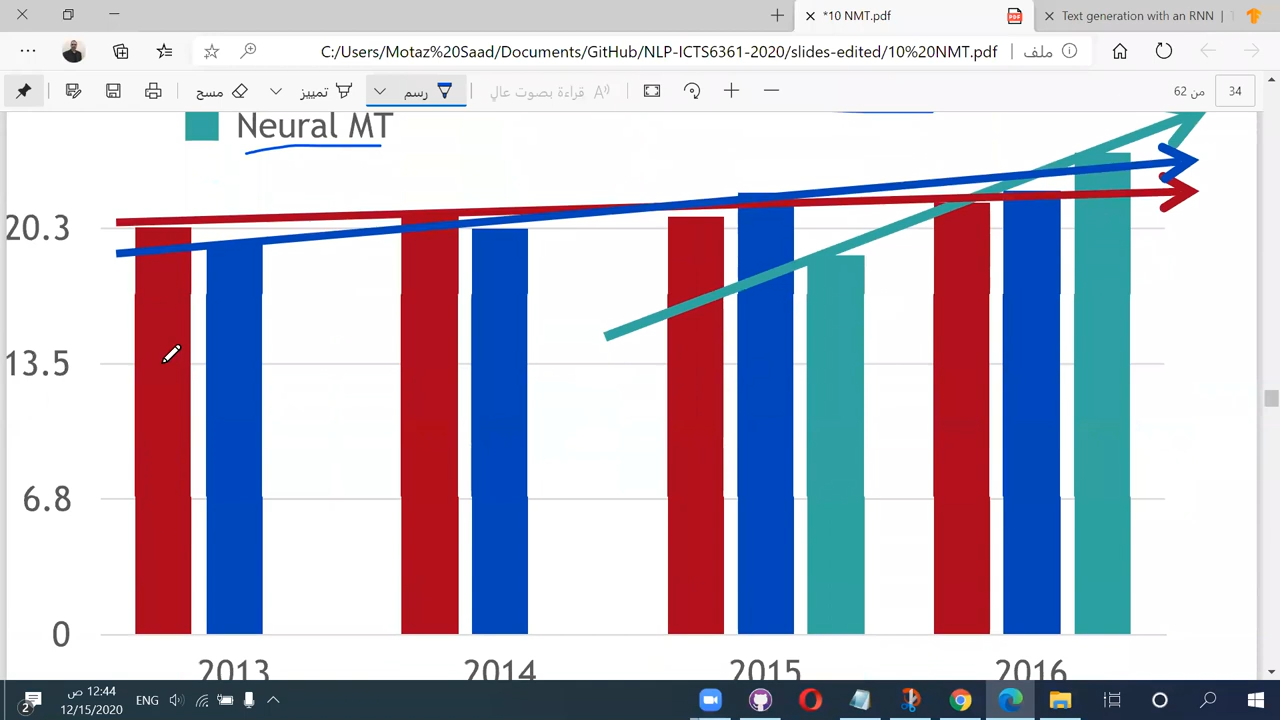 *10 NMT.pdf
Text generation with an RNN
C:/Users/Motaz%20Saad/Documents/GitHub/NLP-ICTS6361-2020/slides-edited/10%20NMT.pdf
ملف
مسح
تمييز
رسم
قراءة بصوت عالٍ
من 62
34
Neural MT
20.3
13.5
6.8
0
2013
2014
2015
2016
2
12:44 ص
12/15/2020
ENG